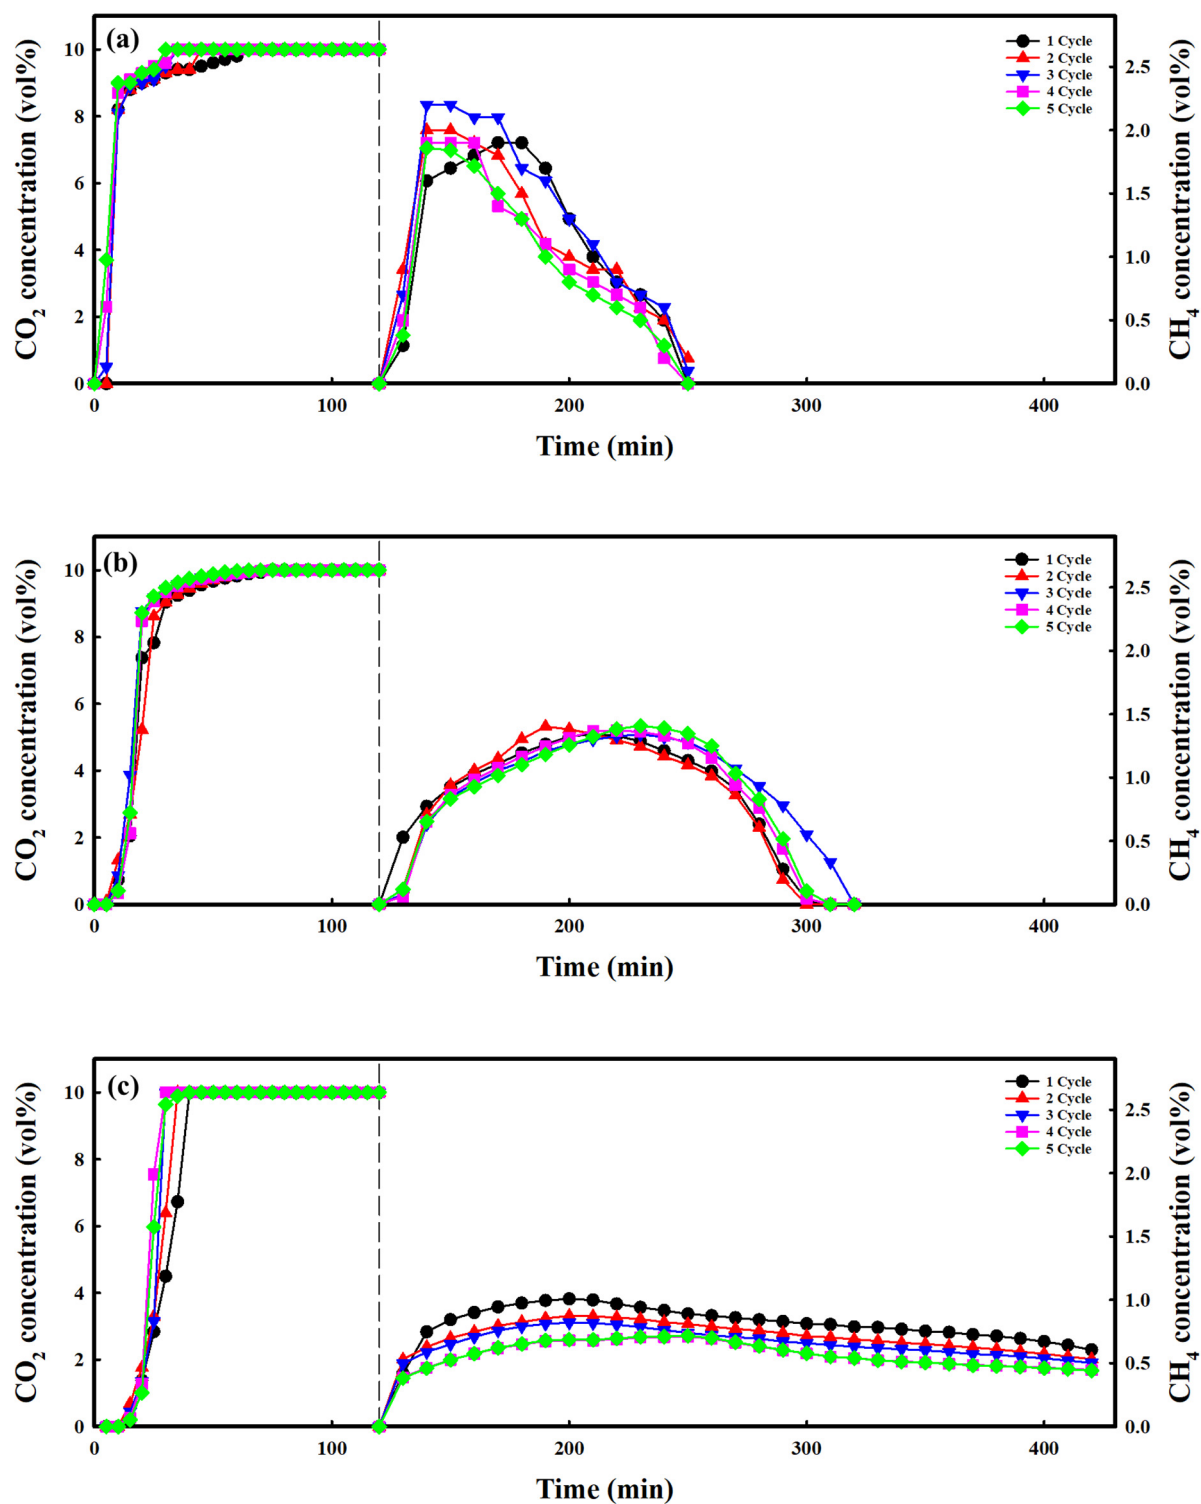 (a)
CO2 concentration (vol%)
10
8
6
4
2
0
1 Cycle
2 Cycle
3 Cycle
4 Cycle
5 Cycle
2.5
2.0
1.5
1.0
0.5
0.0
CH4 concentration (vol%)
0 100 200 300 400
Time (min)
(b)
CO2 concentration (vol%)
10
8
6
4
2
0
1 Cycle
2 Cycle
3 Cycle
4 Cycle
5 Cycle
2.5
2.0
1.5
1.0
0.5
0.0
CH4 concentration (vol%)
0 100 200 300 400
Time (min)
(c)
CO2 concentration (vol%)
10
8
6
4
2
0
1 Cycle
2 Cycle
3 Cycle
4 Cycle
5 Cycle
2.5
2.0
1.5
1.0
0.5
0.0
CH4 concentration (vol%)
0 100 200 300 400
Time (min)